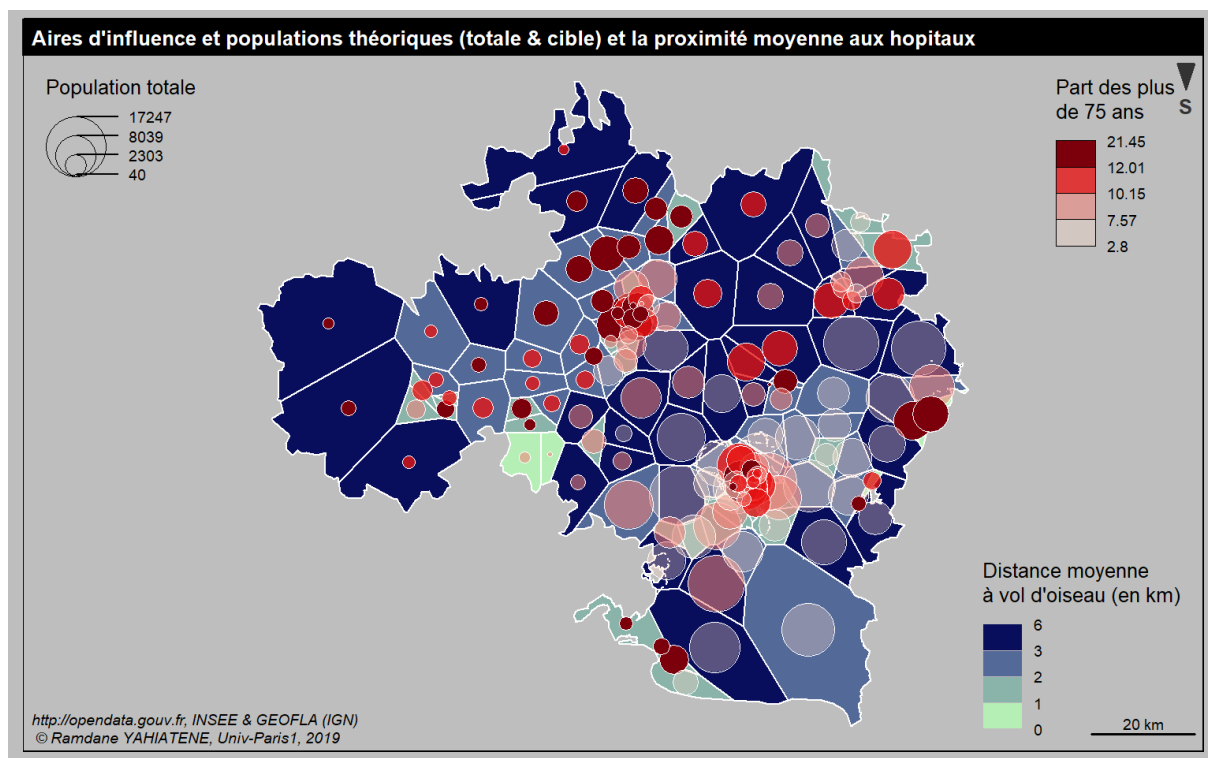 Aires d'influence et populations théoriques (totale & cible) et la proximité moyenne aux hopitaux
Population totale
17247
8039
2303
40
Part des plus
de 75 ans
S
21.45
12.01
10.15
7.57
2.8
Distance moyenne
à vol d'oiseau (en km)
6
3
2
1
0
http://opendata.gouv.fr, INSEE & GEOFLA (IGN)
© Ramdane YAHIATENE, Univ-Paris1, 2019
20 km